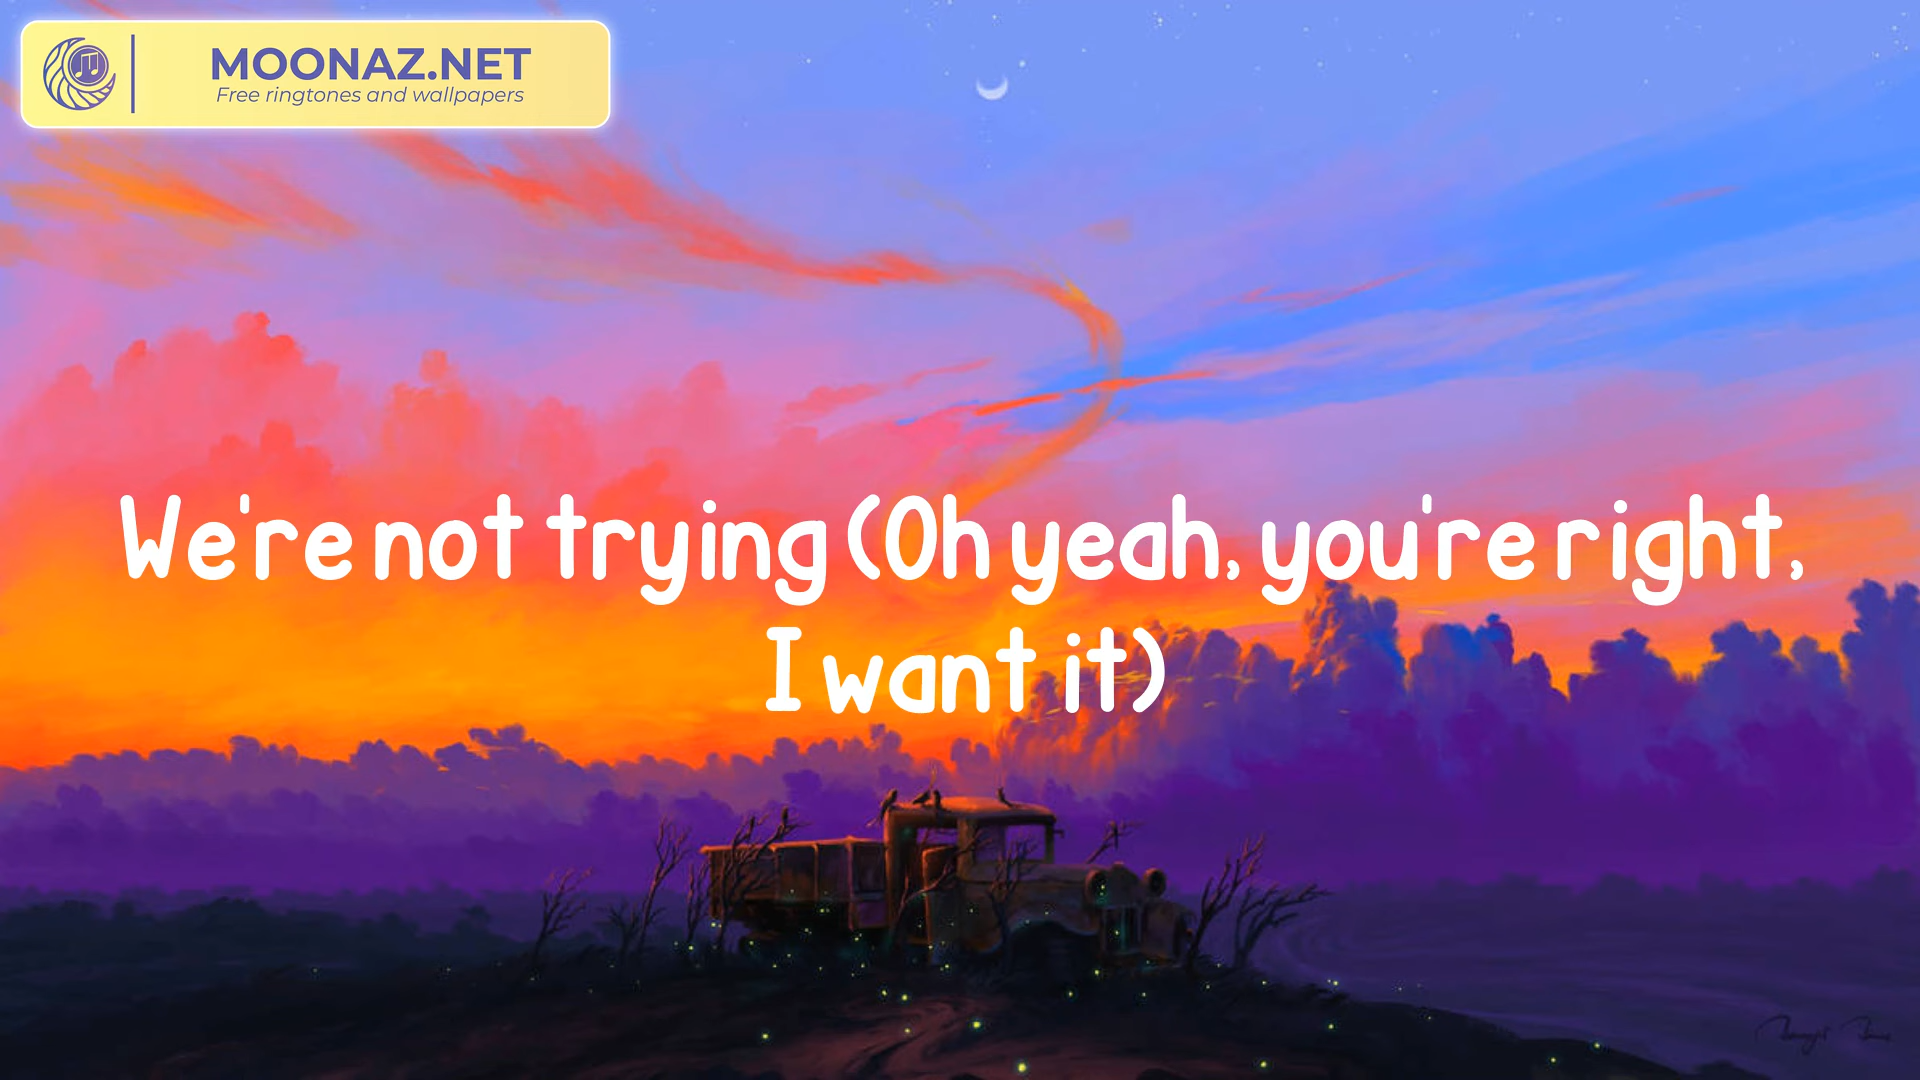 MOONAZ.NET
Free ringtones and wallpapers
We're not trying (Oh yeah, you're right,
I want it)